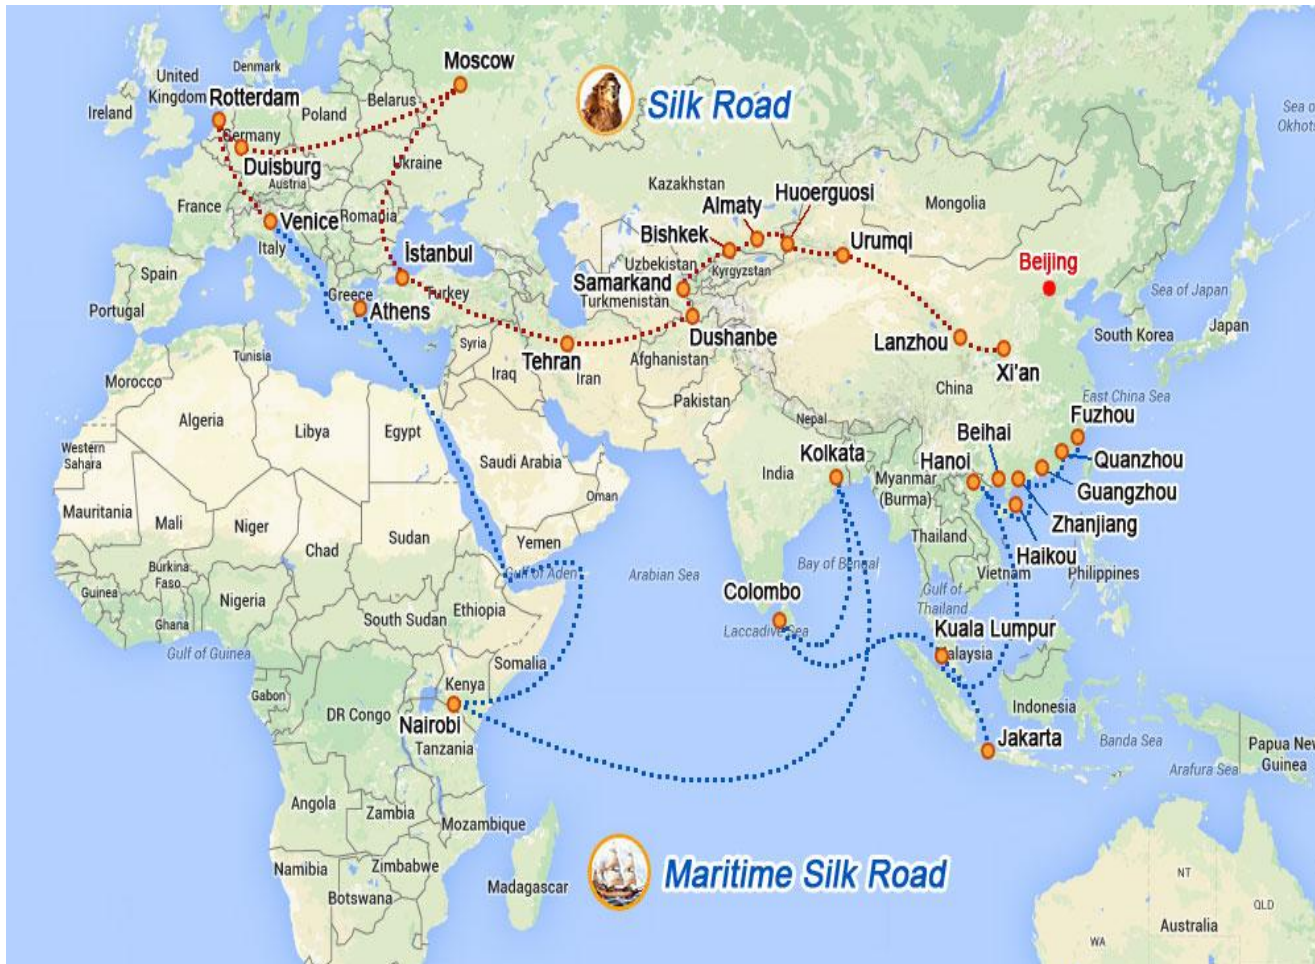 Moscow
Silk Road
Sea o
Okhots
United
Kingdom
Denmark
Ireland
Rotterdam
Poland
Belarus
Germany
Duisburg
Ukraine
Austria
France
Venice
Romania
Italy
Kazakhstan
Huoerguosi
Almaty
Mongolia
Bishkek
Urumqi
Uzbekistan
Kyrgyzstan
Beijing
İstanbul
Samarkand
Turkmenistan
Spain
Portugal
Greece
Turkey
Athens
Sea of Japan
Japan
South Korea
Dushanbe
Lanzhou
Xi'an
Tunisia
Syria
Tehran
Afghanistan
Iraq
Iran
Morocco
China
Pakistan
East China Sea
Algeria
Libya
Egypt
Nepal
Fuzhou
Beihai
Western
Sahara
Saudi Arabia
Kolkata
Hanoi
Quanzhou
India
Myanmar
(Burma)
Guangzhou
Oman
Mauritania
Mali
Niger
Sudan
Chad
Yemen
Thailand
Zhanjiang
Haikou
Burkina
Faso
Gulf of Aden
Arabian Sea
Bay of Bengal
Vietnam
Philippines
Guinea
Nigeria
Ethiopia
Colombo
Gulf of
Thailand
Ghana
South Sudan
Laccadive Sea
Kuala Lumpur
Malaysia
Gulf of Guinea
Somalia
Kenya
Gabon
DR Congo
Nairobi
Indonesia
Tanzania
Jakarta
Banda Sea
Papua New
Guinea
Arafura Sea
Angola
Zambia
Mozambique
Maritime Silk Road
Namibia
Zimbabwe
Botswana
Madagascar
NT
QLD
Australia
WA